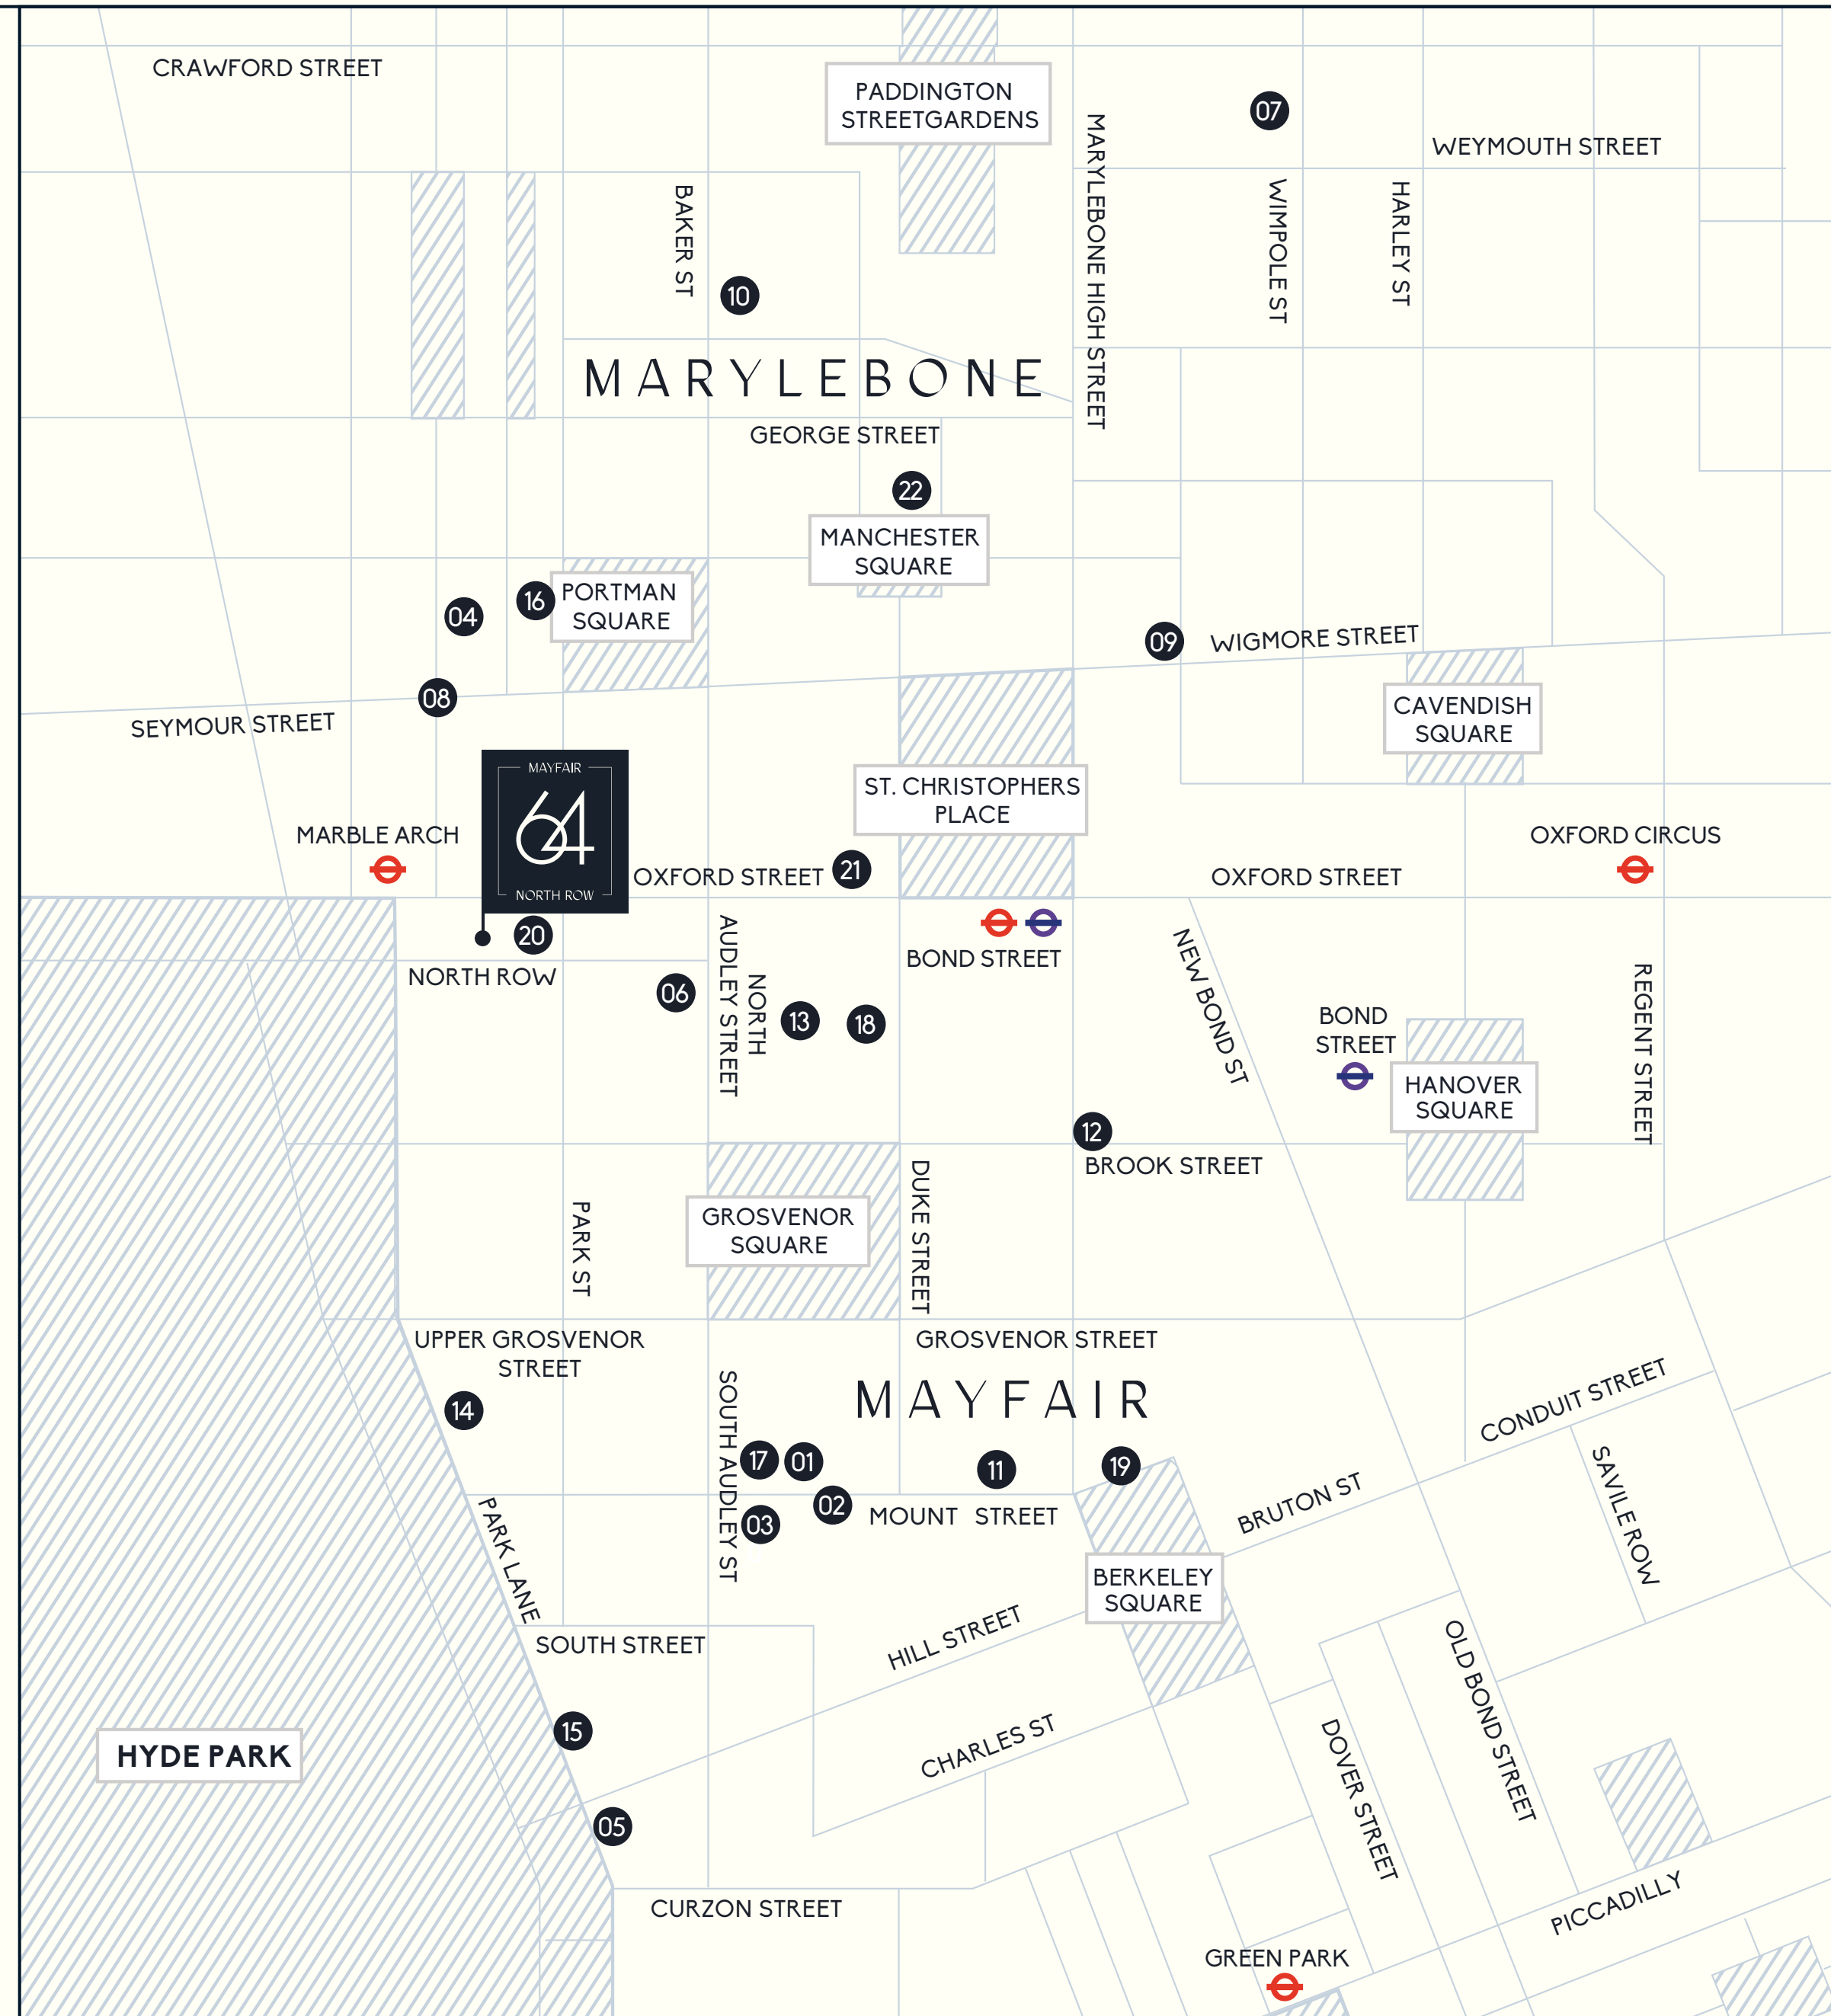 CRAWFORD STREET
PADDINGTON
STREETGARDENS
07
WEYMOUTH STREET
MARYLEBONE HIGH STREET
BAKER ST
WIMPOLE ST
HARLEY ST
10
MARYLEBONE
GEORGE STREET
22
MANCHESTER
SQUARE
16
PORTMAN
SQUARE
04
09
WIGMORE STREET
08
SEYMOUR STREET
CAVENDISH
SQUARE
MAYFAIR
64
NORTH ROW
ST. CHRISTOPHERS
PLACE
MARBLE ARCH
OXFORD CIRCUS
OXFORD STREET
21
OXFORD STREET
20
NORTH ROW
BOND STREET
NORTH
AUDLEY STREET
06
13
18
NEW BOND ST
BOND
STREET
REGENT STREET
HANOVER
SQUARE
12
BROOK STREET
DUKE STREET
PARK ST
GROSVENOR
SQUARE
UPPER GROSVENOR
STREET
GROSVENOR STREET
MAYFAIR
14
SOUTH AUDLEY ST
CONDUIT STREET
17
01
11
19
02
03
MOUNT STREET
BRUTON ST
SAVILE ROW
PARK LANE
BERKELEY
SQUARE
HILL STREET
SOUTH STREET
OLD BOND STREET
15
HYDE PARK
CHARLES ST
DOVER STREET
05
CURZON STREET
PICCADILLY
GREEN PARK